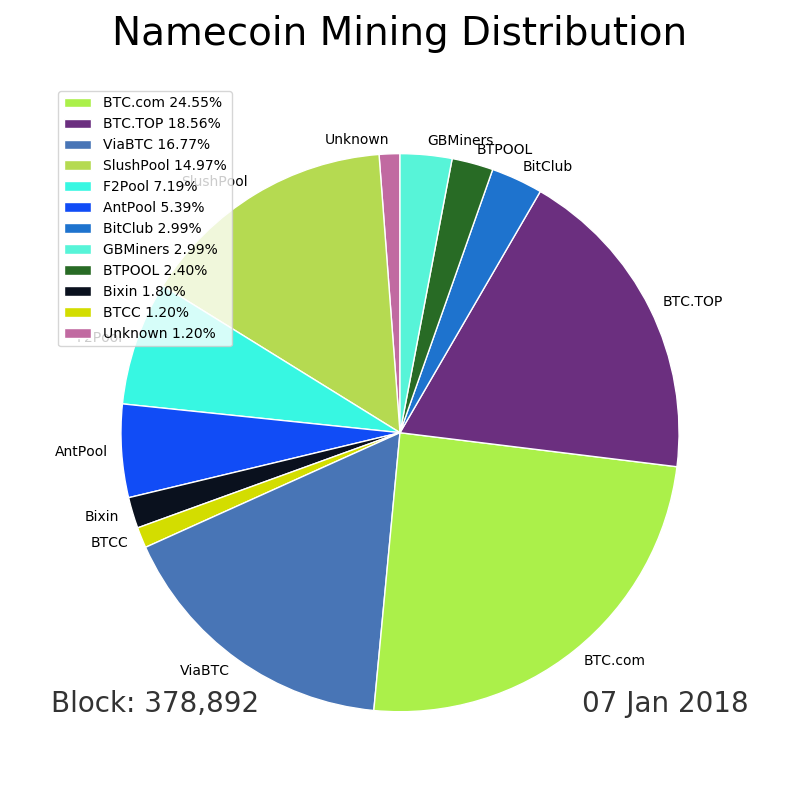 Namecoin Mining Distribution
BTC.com 24.55%
BTC.TOP 18.56%
ViaBTC 16.77%
SlushPool 14.97%
F2Pool 7.19%
AntPool 5.39%
BitClub 2.99%
GBMiners 2.99%
BTPOOL 2.40%
Bixin 1.80%
BTCC 1.20%
Unknown 1.20%
Unknown
GBMiners
BTPOOL
BitClub
SlushPool
BTC.TOP
F2Pool
AntPool
Bixin
BTCC
BTC.com
ViaBTC
Block: 378,892
07 Jan 2018